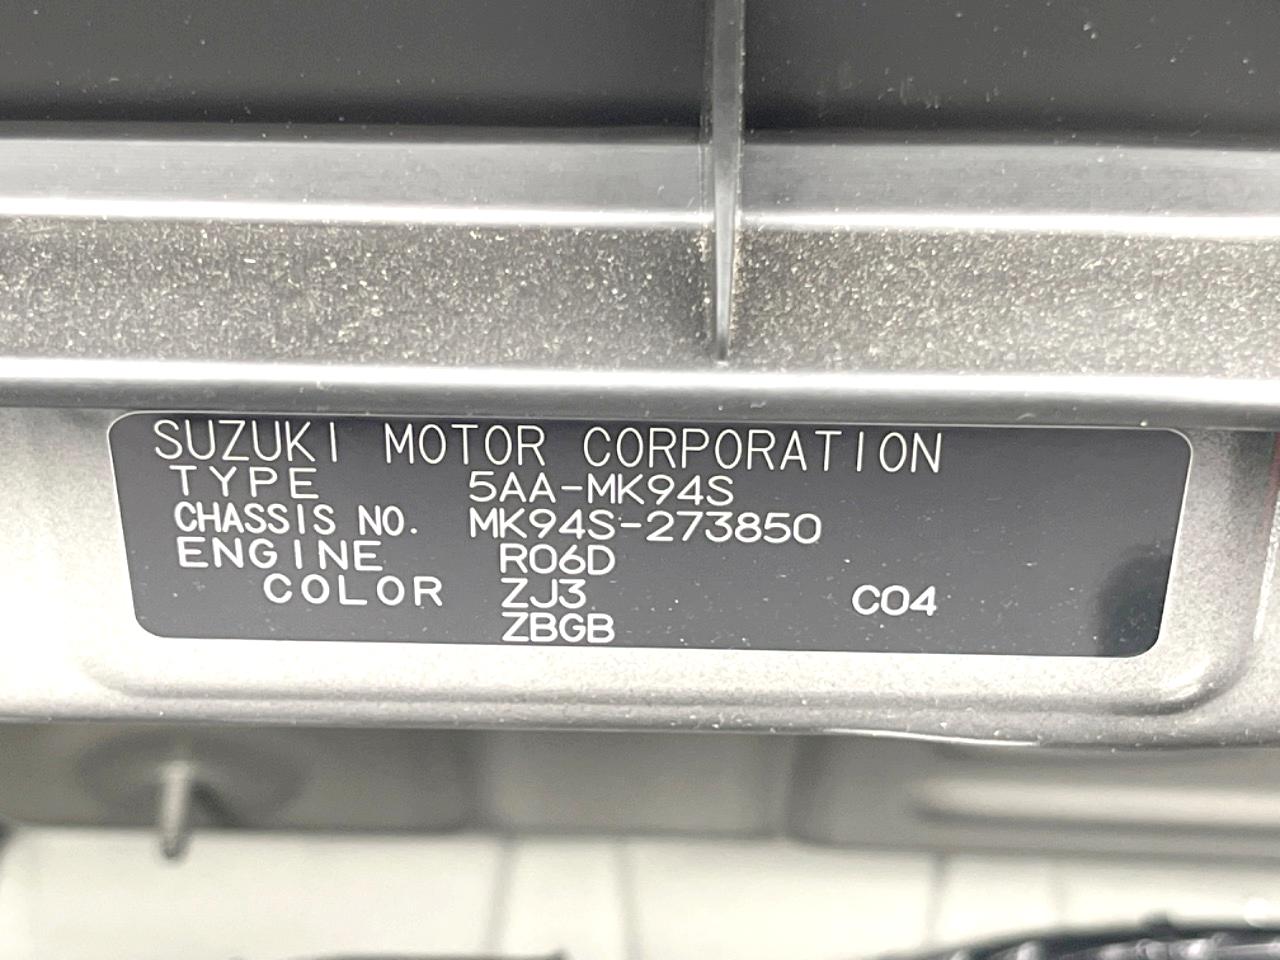 SUZUKI MOTOR CORPORATION
TYPE 5AA-MK94S
CHASSIS NO. MK94S-273850
ENGINE R06D
COLOR ZJ3 C04
ZBGB